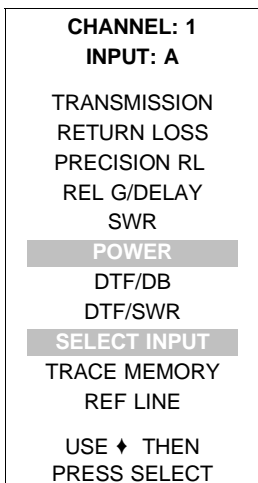 CHANNEL: 1
INPUT: A
TRANSMISSION
RETURN LOSS
PRECISION RL
REL G/DELAY
SWR
POWER
DTF/DB
DTF/SWR
SELECT INPUT
TRACE MEMORY
REF LINE
USE ♦ THEN
PRESS SELECT